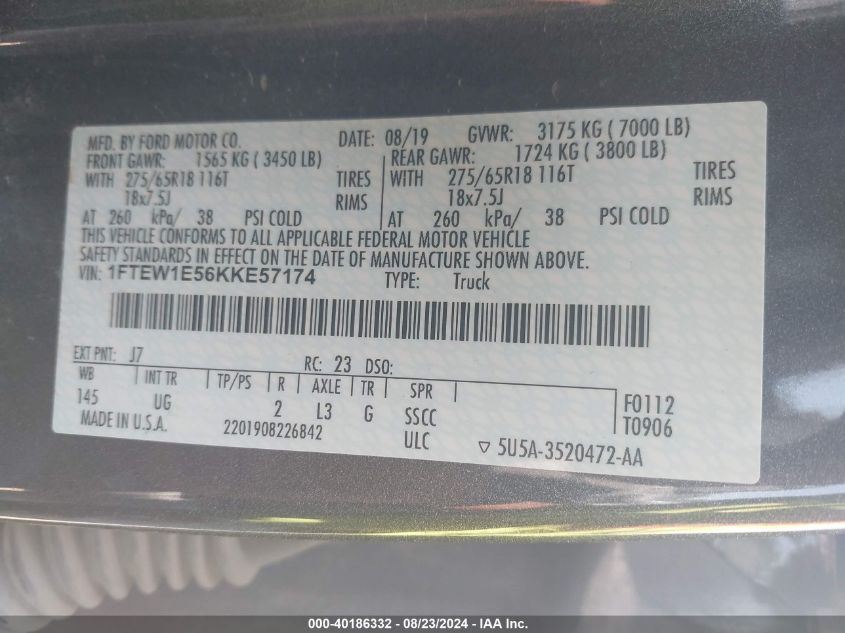 MFD. BY FORD MOTOR CO. DATE: 08/19 GVWR: 3175 KG ( 7000 LB)
FRONT GAWR: 1565 KG ( 3450 LB) REAR GAWR: 1724 KG ( 3800 LB)
WITH 275/65R18 116T TIRES WITH 275/65R18 116T TIRES
18x7.5J RIMS 18x7.5J RIMS
AT 260 kPa/ 38 PSI COLD AT 260 kPa/ 38 PSI COLD
THIS VEHICLE CONFORMS TO ALL APPLICABLE FEDERAL MOTOR VEHICLE
SAFETY STANDARDS IN EFFECT ON THE DATE OF MANUFACTURE SHOWN ABOVE.
VIN: 1FTEW1E56KKE57174 TYPE: Truck
EXT PNT: J7 RC: 23 DSO:
WB INT TR TP/PS R AXLE TR SPR
145 UG 2 L3 G SSCC F0112
MADE IN U.S.A. 2201908226842 ULC T0906
5U5A-3520472-AA
000-40186332 - 08/23/2024 - IAA Inc.